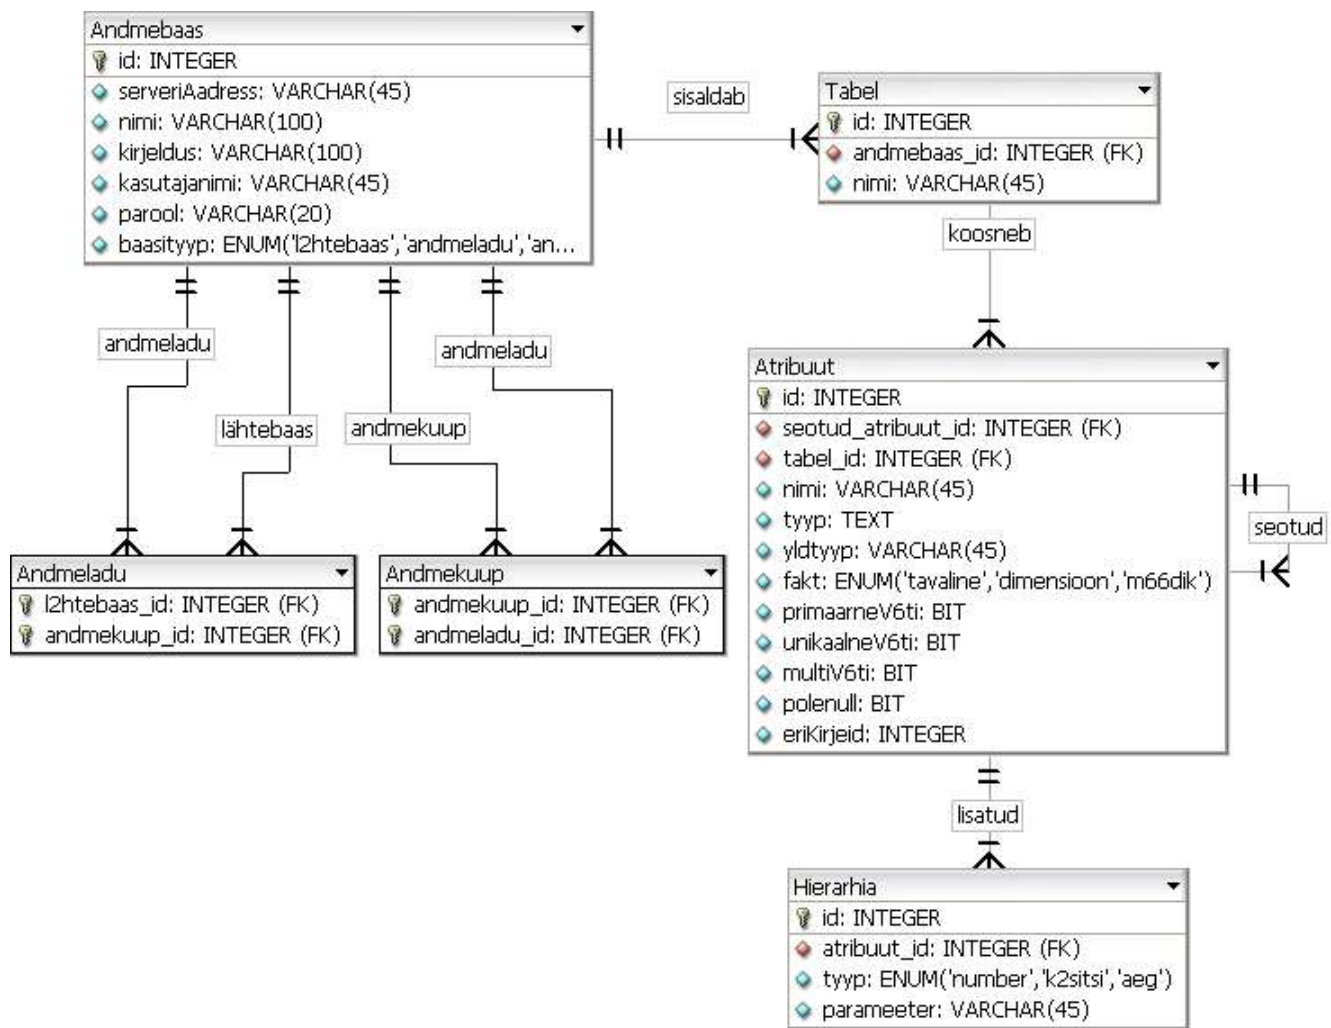 Andmebaas
id: INTEGER
serveriAadress: VARCHAR(45)
nimi: VARCHAR(100)
kirjeldus: VARCHAR(100)
kasutajanimi: VARCHAR(45)
parool: VARCHAR(20)
baasityyp: ENUM('l2htebaas','andmeladu','an...
sisaldab
Tabel
id: INTEGER
andmebaas_id: INTEGER (FK)
nimi: VARCHAR(45)
koosneb
andmeladu
lähtebaas
andmekuup
andmeladu
Atribuut
id: INTEGER
seotud_atribuut_id: INTEGER (FK)
tabel_id: INTEGER (FK)
nimi: VARCHAR(45)
tyyp: TEXT
yldtyyp: VARCHAR(45)
fakt: ENUM('tavaline','dimensioon','m66dik')
primaarneV6ti: BIT
unikaalneV6ti: BIT
multiV6ti: BIT
polenull: BIT
eriKirjeid: INTEGER
seotud
Andmeladu
l2htebaas_id: INTEGER (FK)
andmekuup_id: INTEGER (FK)
Andmekuup
andmekuup_id: INTEGER (FK)
andmeladu_id: INTEGER (FK)
lisatud
Hierarhia
id: INTEGER
atribuut_id: INTEGER (FK)
tyyp: ENUM('number','k2sitsi','aeg')
parameeter: VARCHAR(45)